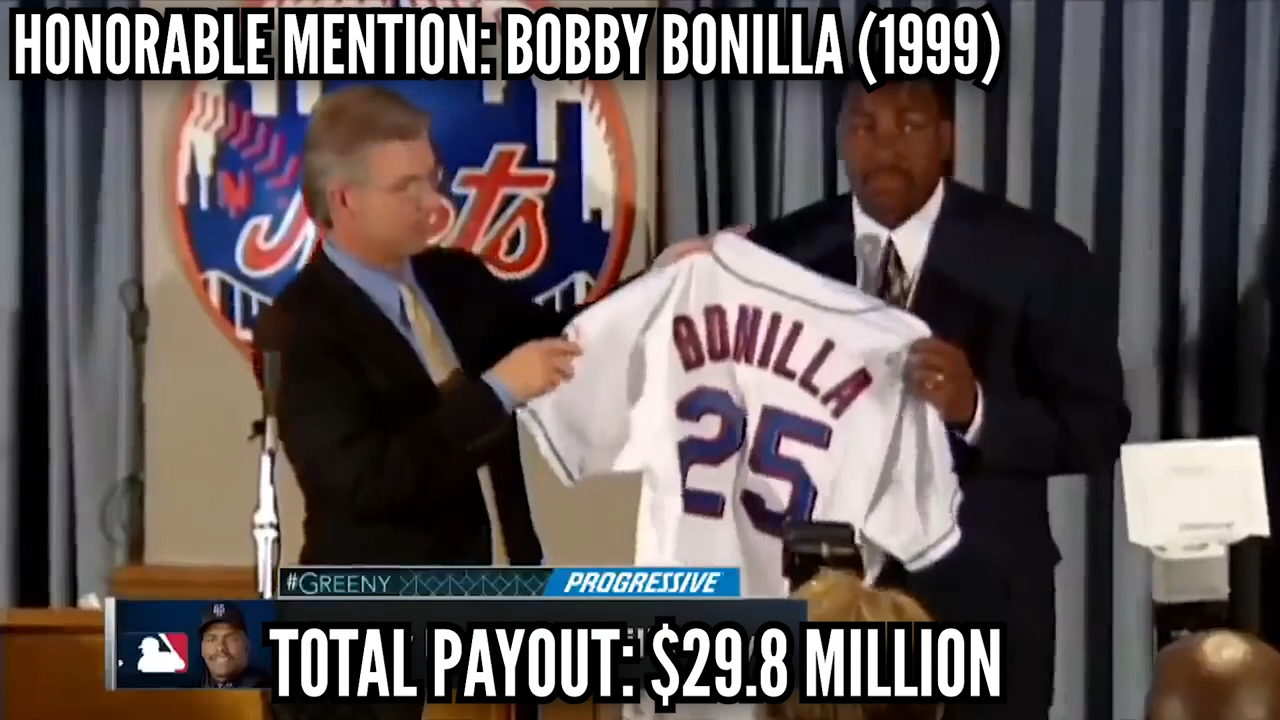 HONORABLE MENTION: BOBBY BONILLA (1999)
Mets
BONILLA
25
#GREENY
PROGRESSIVE
TOTAL PAYOUT: $29.8 MILLION